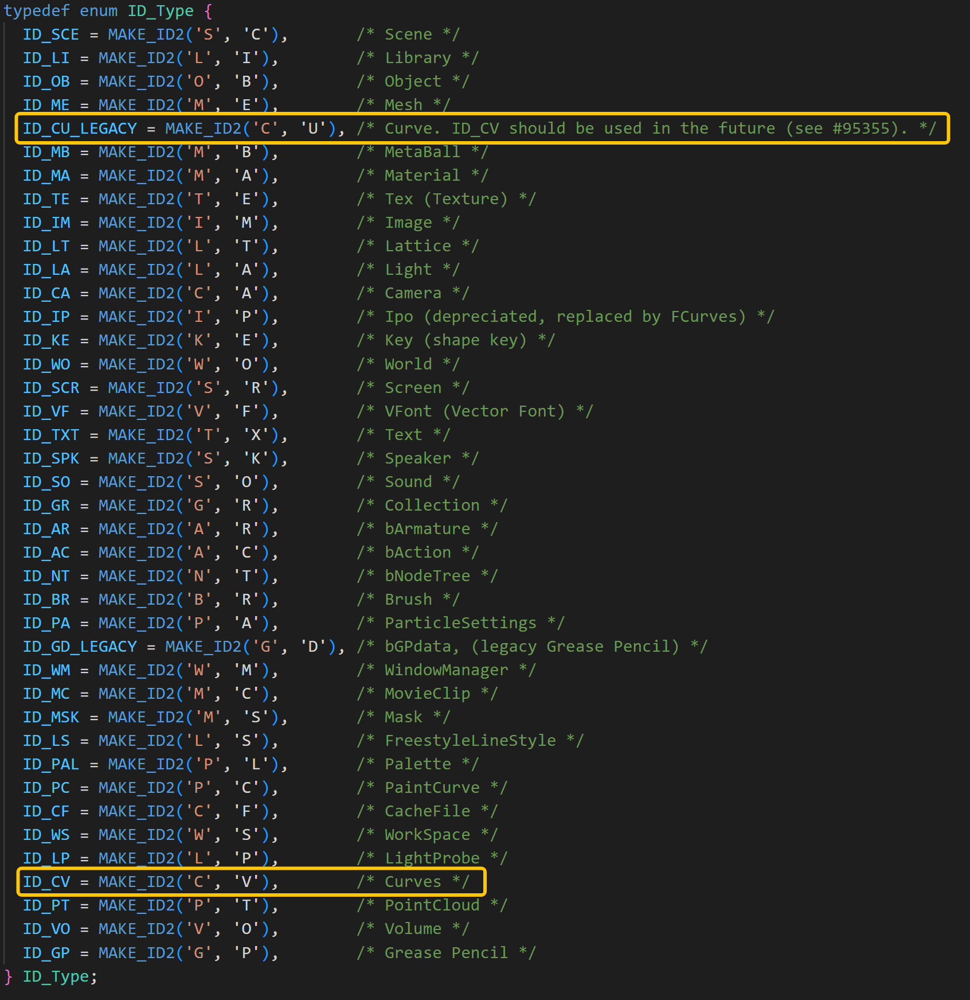 typedef enum ID_Type {
  ID_SCE = MAKE_ID2('S', 'C'),       /* Scene */
  ID_LI = MAKE_ID2('L', 'I'),        /* Library */
  ID_OB = MAKE_ID2('O', 'B'),        /* Object */
  ID_ME = MAKE_ID2('M', 'E'),        /* Mesh */
  ID_CU_LEGACY = MAKE_ID2('C', 'U'), /* Curve. ID_CV should be used in the future (see #95355). */
  ID_MB = MAKE_ID2('M', 'B'),        /* MetaBall */
  ID_MA = MAKE_ID2('M', 'A'),        /* Material */
  ID_TE = MAKE_ID2('T', 'E'),        /* Tex (Texture) */
  ID_IM = MAKE_ID2('I', 'M'),        /* Image */
  ID_LT = MAKE_ID2('L', 'T'),        /* Lattice */
  ID_LA = MAKE_ID2('L', 'A'),        /* Light */
  ID_CA = MAKE_ID2('C', 'A'),        /* Camera */
  ID_IP = MAKE_ID2('I', 'P'),        /* Ipo (depreciated, replaced by FCurves) */
  ID_KE = MAKE_ID2('K', 'E'),        /* Key (shape key) */
  ID_WO = MAKE_ID2('W', 'O'),        /* World */
  ID_SCR = MAKE_ID2('S', 'R'),       /* Screen */
  ID_VF = MAKE_ID2('V', 'F'),        /* VFont (Vector Font) */
  ID_TXT = MAKE_ID2('T', 'X'),       /* Text */
  ID_SPK = MAKE_ID2('S', 'K'),       /* Speaker */
  ID_SO = MAKE_ID2('S', 'O'),        /* Sound */
  ID_GR = MAKE_ID2('G', 'R'),        /* Collection */
  ID_AR = MAKE_ID2('A', 'R'),        /* bArmature */
  ID_AC = MAKE_ID2('A', 'C'),        /* bAction */
  ID_NT = MAKE_ID2('N', 'T'),        /* bNodeTree */
  ID_BR = MAKE_ID2('B', 'R'),        /* Brush */
  ID_PA = MAKE_ID2('P', 'A'),        /* ParticleSettings */
  ID_GD_LEGACY = MAKE_ID2('G', 'D'), /* bGPdata, (legacy Grease Pencil) */
  ID_WM = MAKE_ID2('W', 'M'),        /* WindowManager */
  ID_MC = MAKE_ID2('M', 'C'),        /* MovieClip */
  ID_MSK = MAKE_ID2('M', 'S'),       /* Mask */
  ID_LS = MAKE_ID2('L', 'S'),        /* FreestyleLineStyle */
  ID_PAL = MAKE_ID2('P', 'L'),       /* Palette */
  ID_PC = MAKE_ID2('P', 'C'),        /* PaintCurve */
  ID_CF = MAKE_ID2('C', 'F'),        /* CacheFile */
  ID_WS = MAKE_ID2('W', 'S'),        /* WorkSpace */
  ID_LP = MAKE_ID2('L', 'P'),        /* LightProbe */
  ID_CV = MAKE_ID2('C', 'V'),        /* Curves */
  ID_PT = MAKE_ID2('P', 'T'),        /* PointCloud */
  ID_VO = MAKE_ID2('V', 'O'),        /* Volume */
  ID_GP = MAKE_ID2('G', 'P'),        /* Grease Pencil */
} ID_Type;